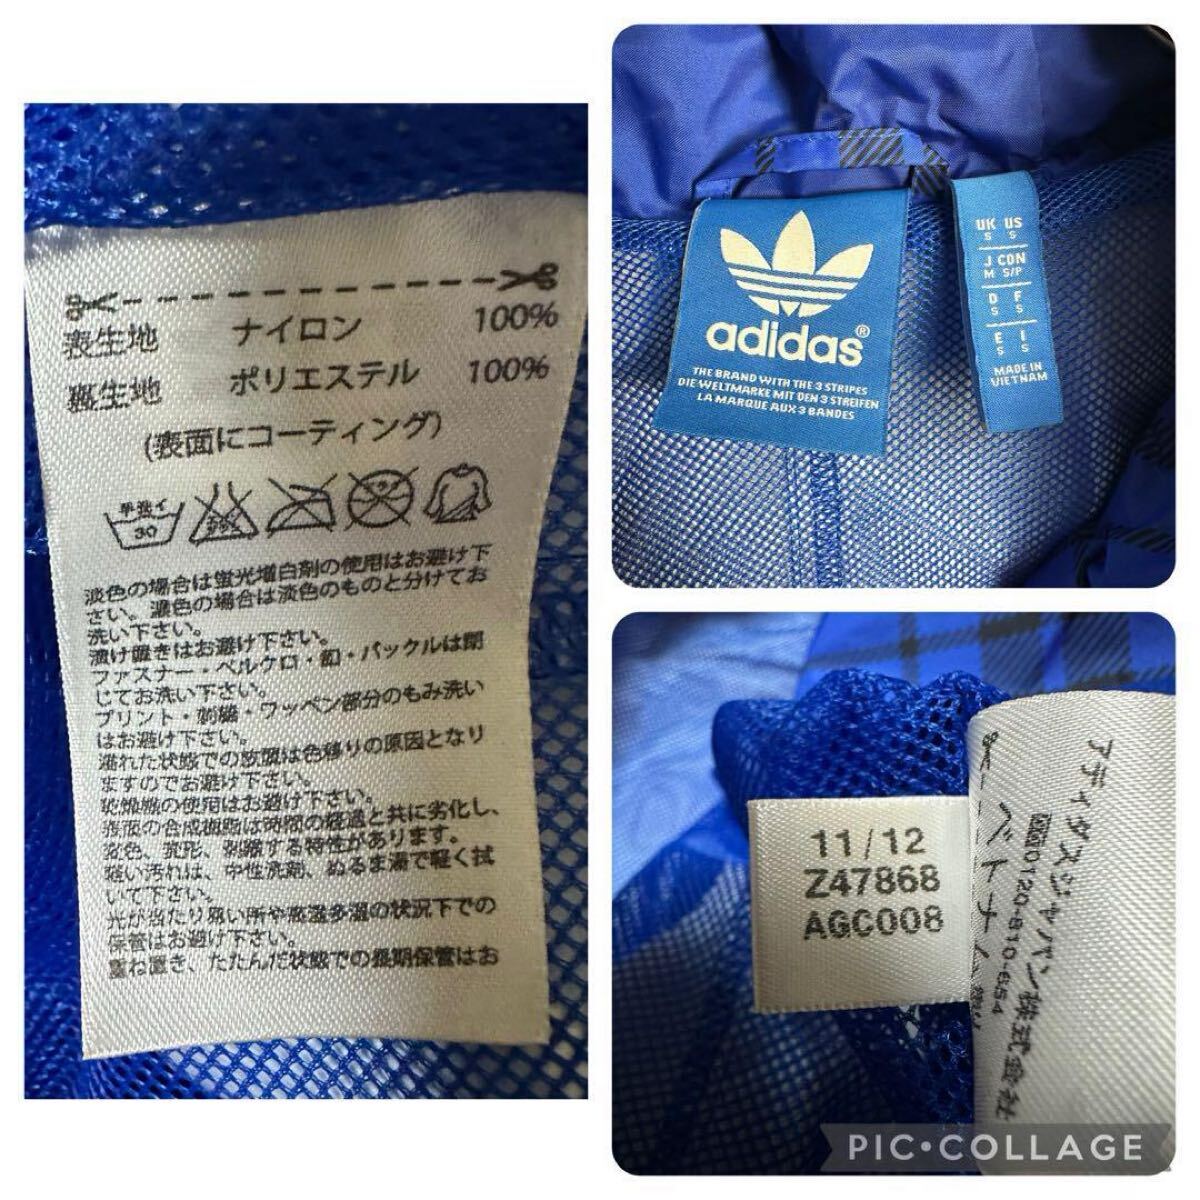 表生地 ナイロン 100%
裏生地 ポリエステル 100%
(表面にコーティング)
手洗イ
30
淡色の場合は蛍光増白剤の使用はお避け下
さい。濃色の場合は淡色のものと分けてお
洗い下さい。
漬け置きはお避け下さい。
ファスナー・ベルクロ・釦・バックルは閉
じてお洗い下さい。
プリント・刺繍・ワッペン部分のもみ洗い
はお避け下さい。
濡れた状態での放置は色移りの原因となり
ますのでお避け下さい。
乾燥機の使用はお避け下さい。
表面の合成樹脂は時間の経過と共に劣化し、
変色、変形、剥離する特性があります。
軽い汚れは、中性洗剤、ぬるま湯で軽く拭
いて下さい。
光が当たり易い所や高温多湿の状況下での
保管はお避け下さい。
重ね置き、たたんだ状態での長期保管はお
adidas®
THE BRAND WITH THE 3 STRIPES
DIE WELTMARKE MIT DEN 3 STREIFEN
LA MARQUE AUX 3 BANDES
UK US
S S
J CDN
M S/P
D F
S S
E I
S S
MADE IN
VIETNAM
11/12
Z47868
AGC008
アディダスジャパン株式会社
0120-810-654
ベトナム製
PIC•COLLAGE